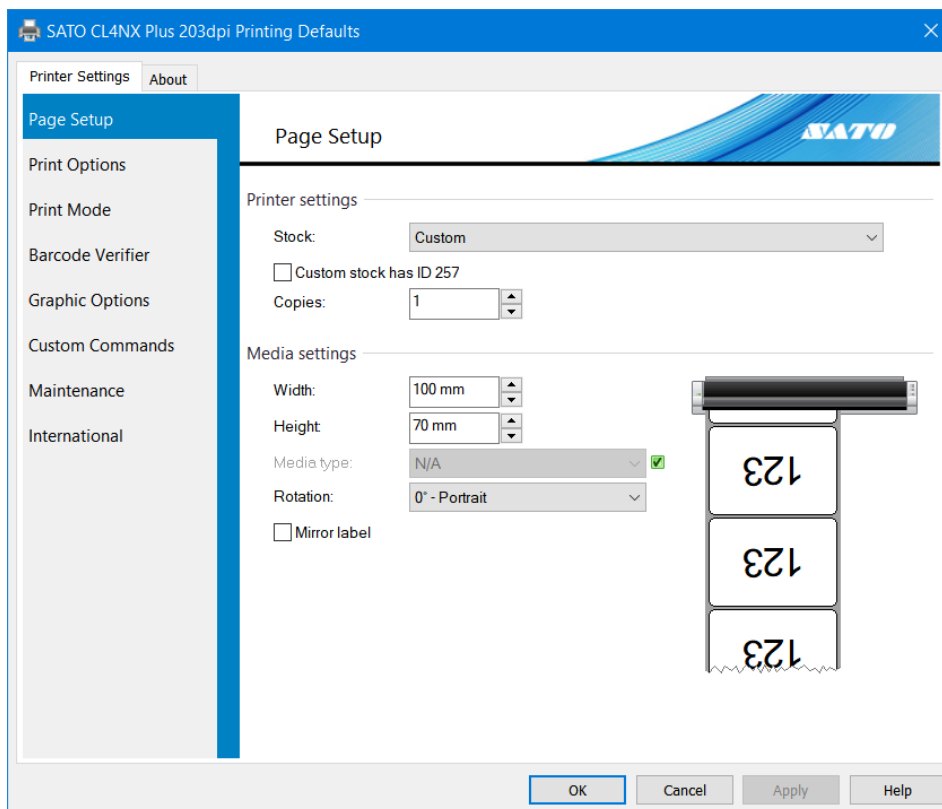 SATO CL4NX Plus 203dpi Printing Defaults
Printer Settings About
Page Setup
Print Options
Print Mode
Barcode Verifier
Graphic Options
Custom Commands
Maintenance
International
Page Setup
SATO
Printer settings
Stock: Custom
Custom stock has ID 257
Copies: 1
Media settings
Width: 100 mm
Height: 70 mm
Media type: N/A
Rotation: 0° - Portrait
Mirror label
123
123
123
OK Cancel Apply Help